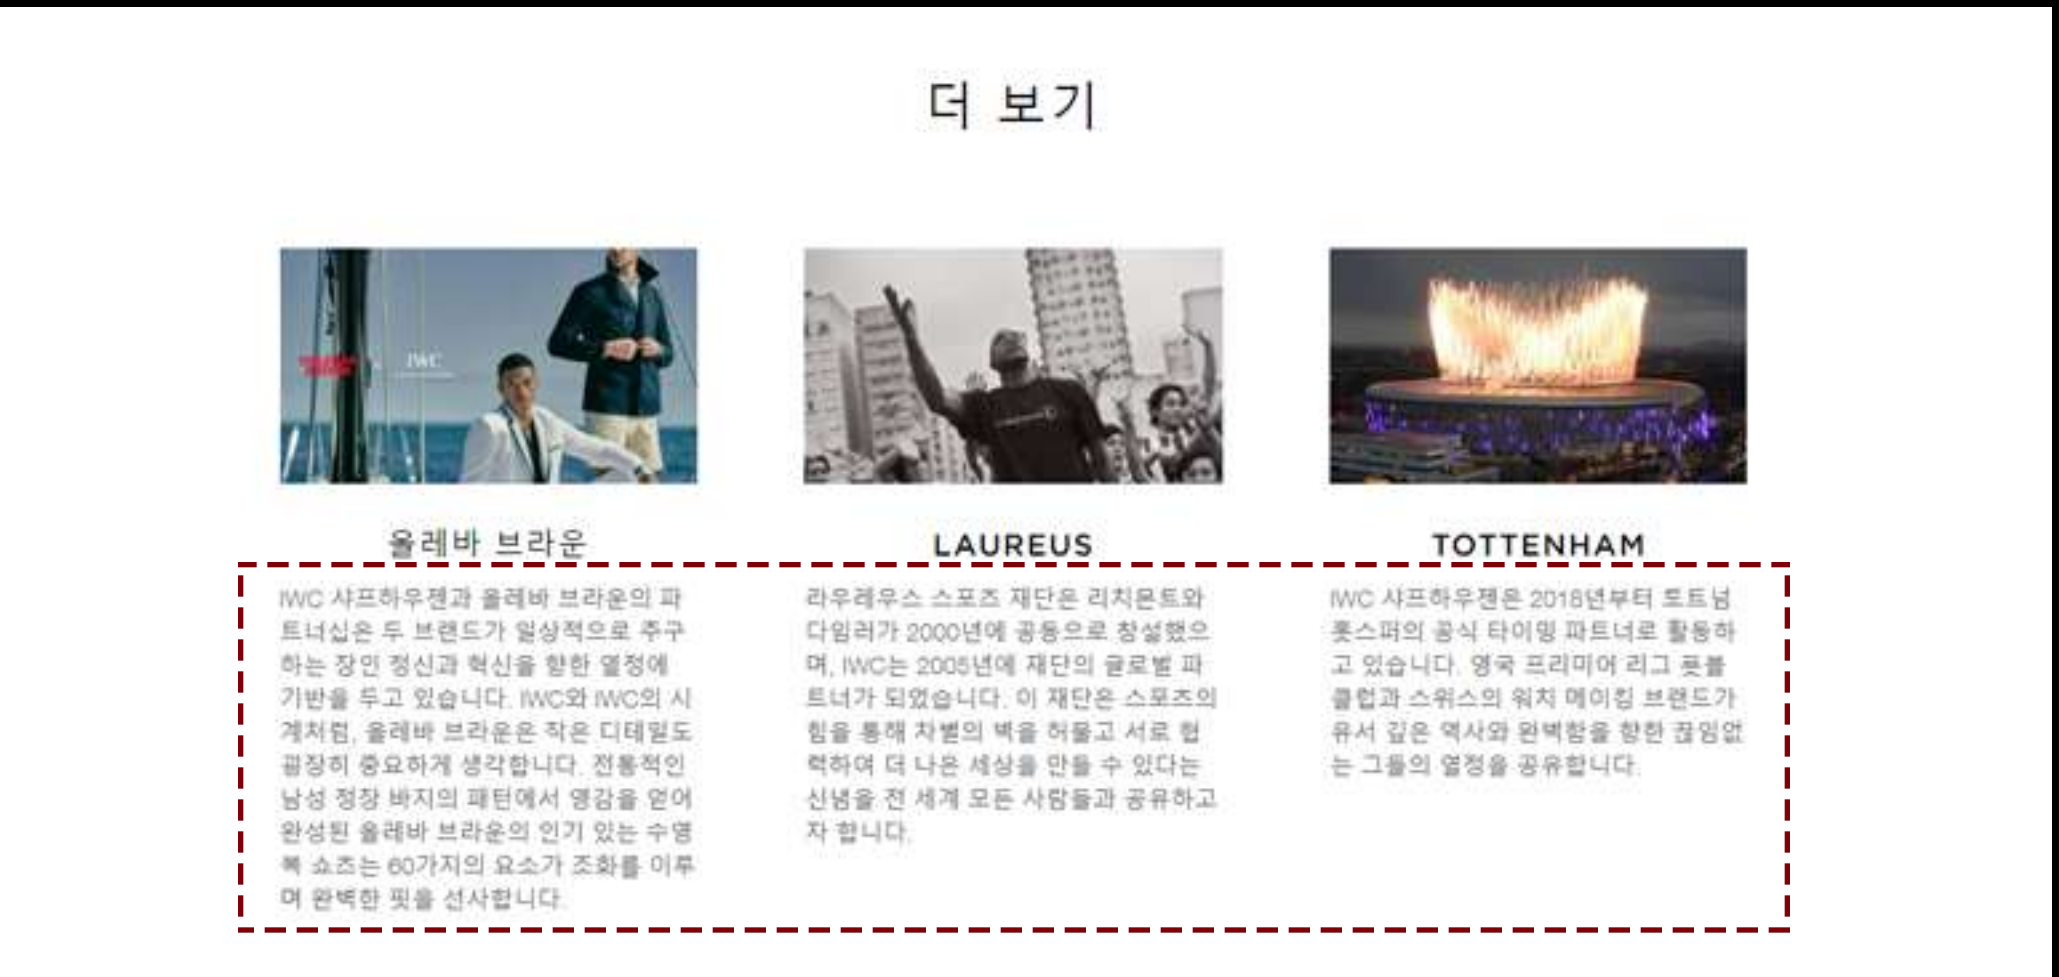 더 보기
IWC
올레바 브라운
IWC 샤프하우젠과 올레바 브라운의 파
트너십은 두 브랜드가 일상적으로 추구
하는 장인 정신과 혁신을 향한 열정에
기반을 두고 있습니다. IWC와 IWC의 시
계처럼, 올레바 브라운은 작은 디테일도
굉장히 중요하게 생각합니다. 전통적인
남성 정장 바지의 패턴에서 영감을 얻어
완성된 올레바 브라운의 인기 있는 수영
복 쇼츠는 60가지의 요소가 조화를 이루
며 완벽한 핏을 선사합니다.
LAUREUS
라우레우스 스포츠 재단은 리치몬트와
다임러가 2000년에 공동으로 창설했으
며, IWC는 2005년에 재단의 글로벌 파
트너가 되었습니다. 이 재단은 스포츠의
힘을 통해 차별의 벽을 허물고 서로 협
력하여 더 나은 세상을 만들 수 있다는
신념을 전 세계 모든 사람들과 공유하고
자 합니다.
TOTTENHAM
IWC 샤프하우젠은 2018년부터 토트넘
홋스퍼의 공식 타이밍 파트너로 활동하
고 있습니다. 영국 프리미어 리그 풋볼
클럽과 스위스의 워치 메이킹 브랜드가
유서 깊은 역사와 완벽함을 향한 끊임없
는 그들의 열정을 공유합니다.